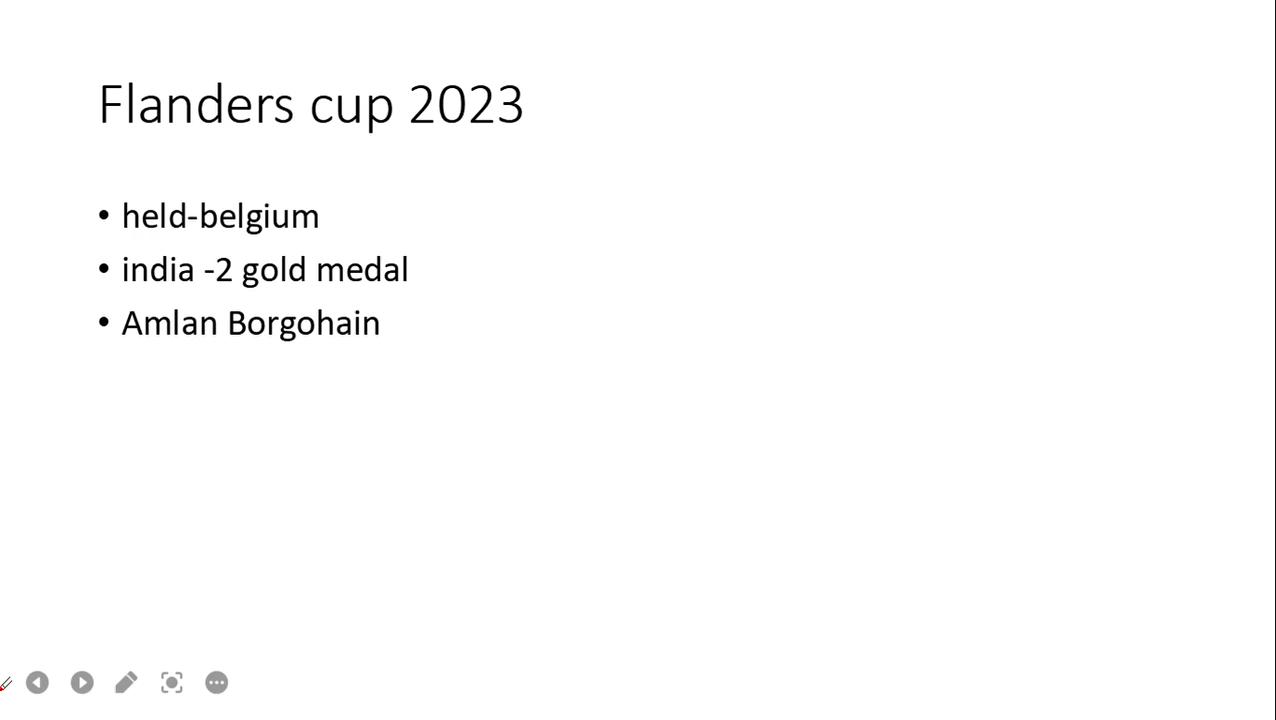 Flanders cup 2023
• held-belgium
• india -2 gold medal
• Amlan Borgohain